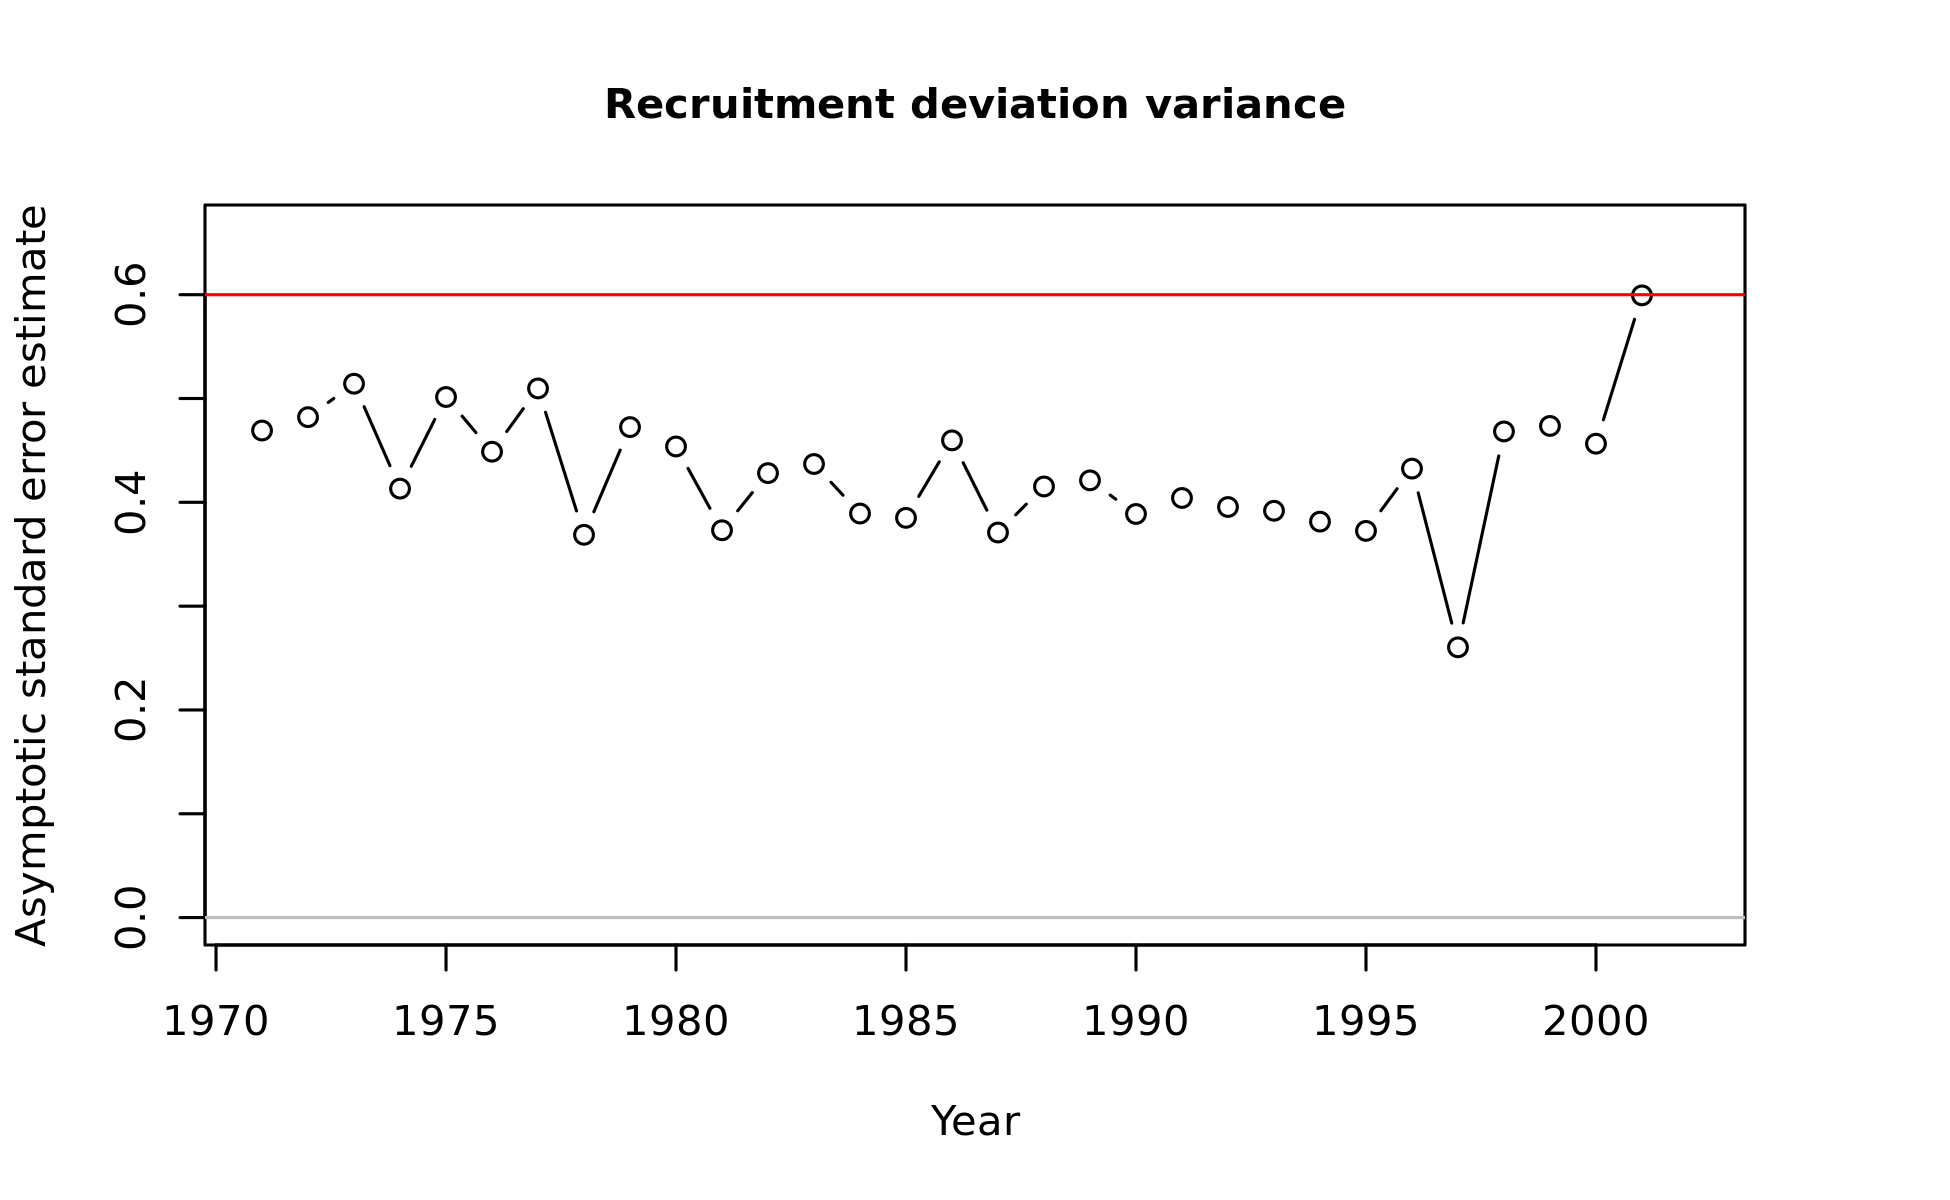 Recruitment deviation variance
Asymptotic standard error estimate
0.6
0.4
0.2
0.0
1970 1975 1980 1985 1990 1995 2000
Year